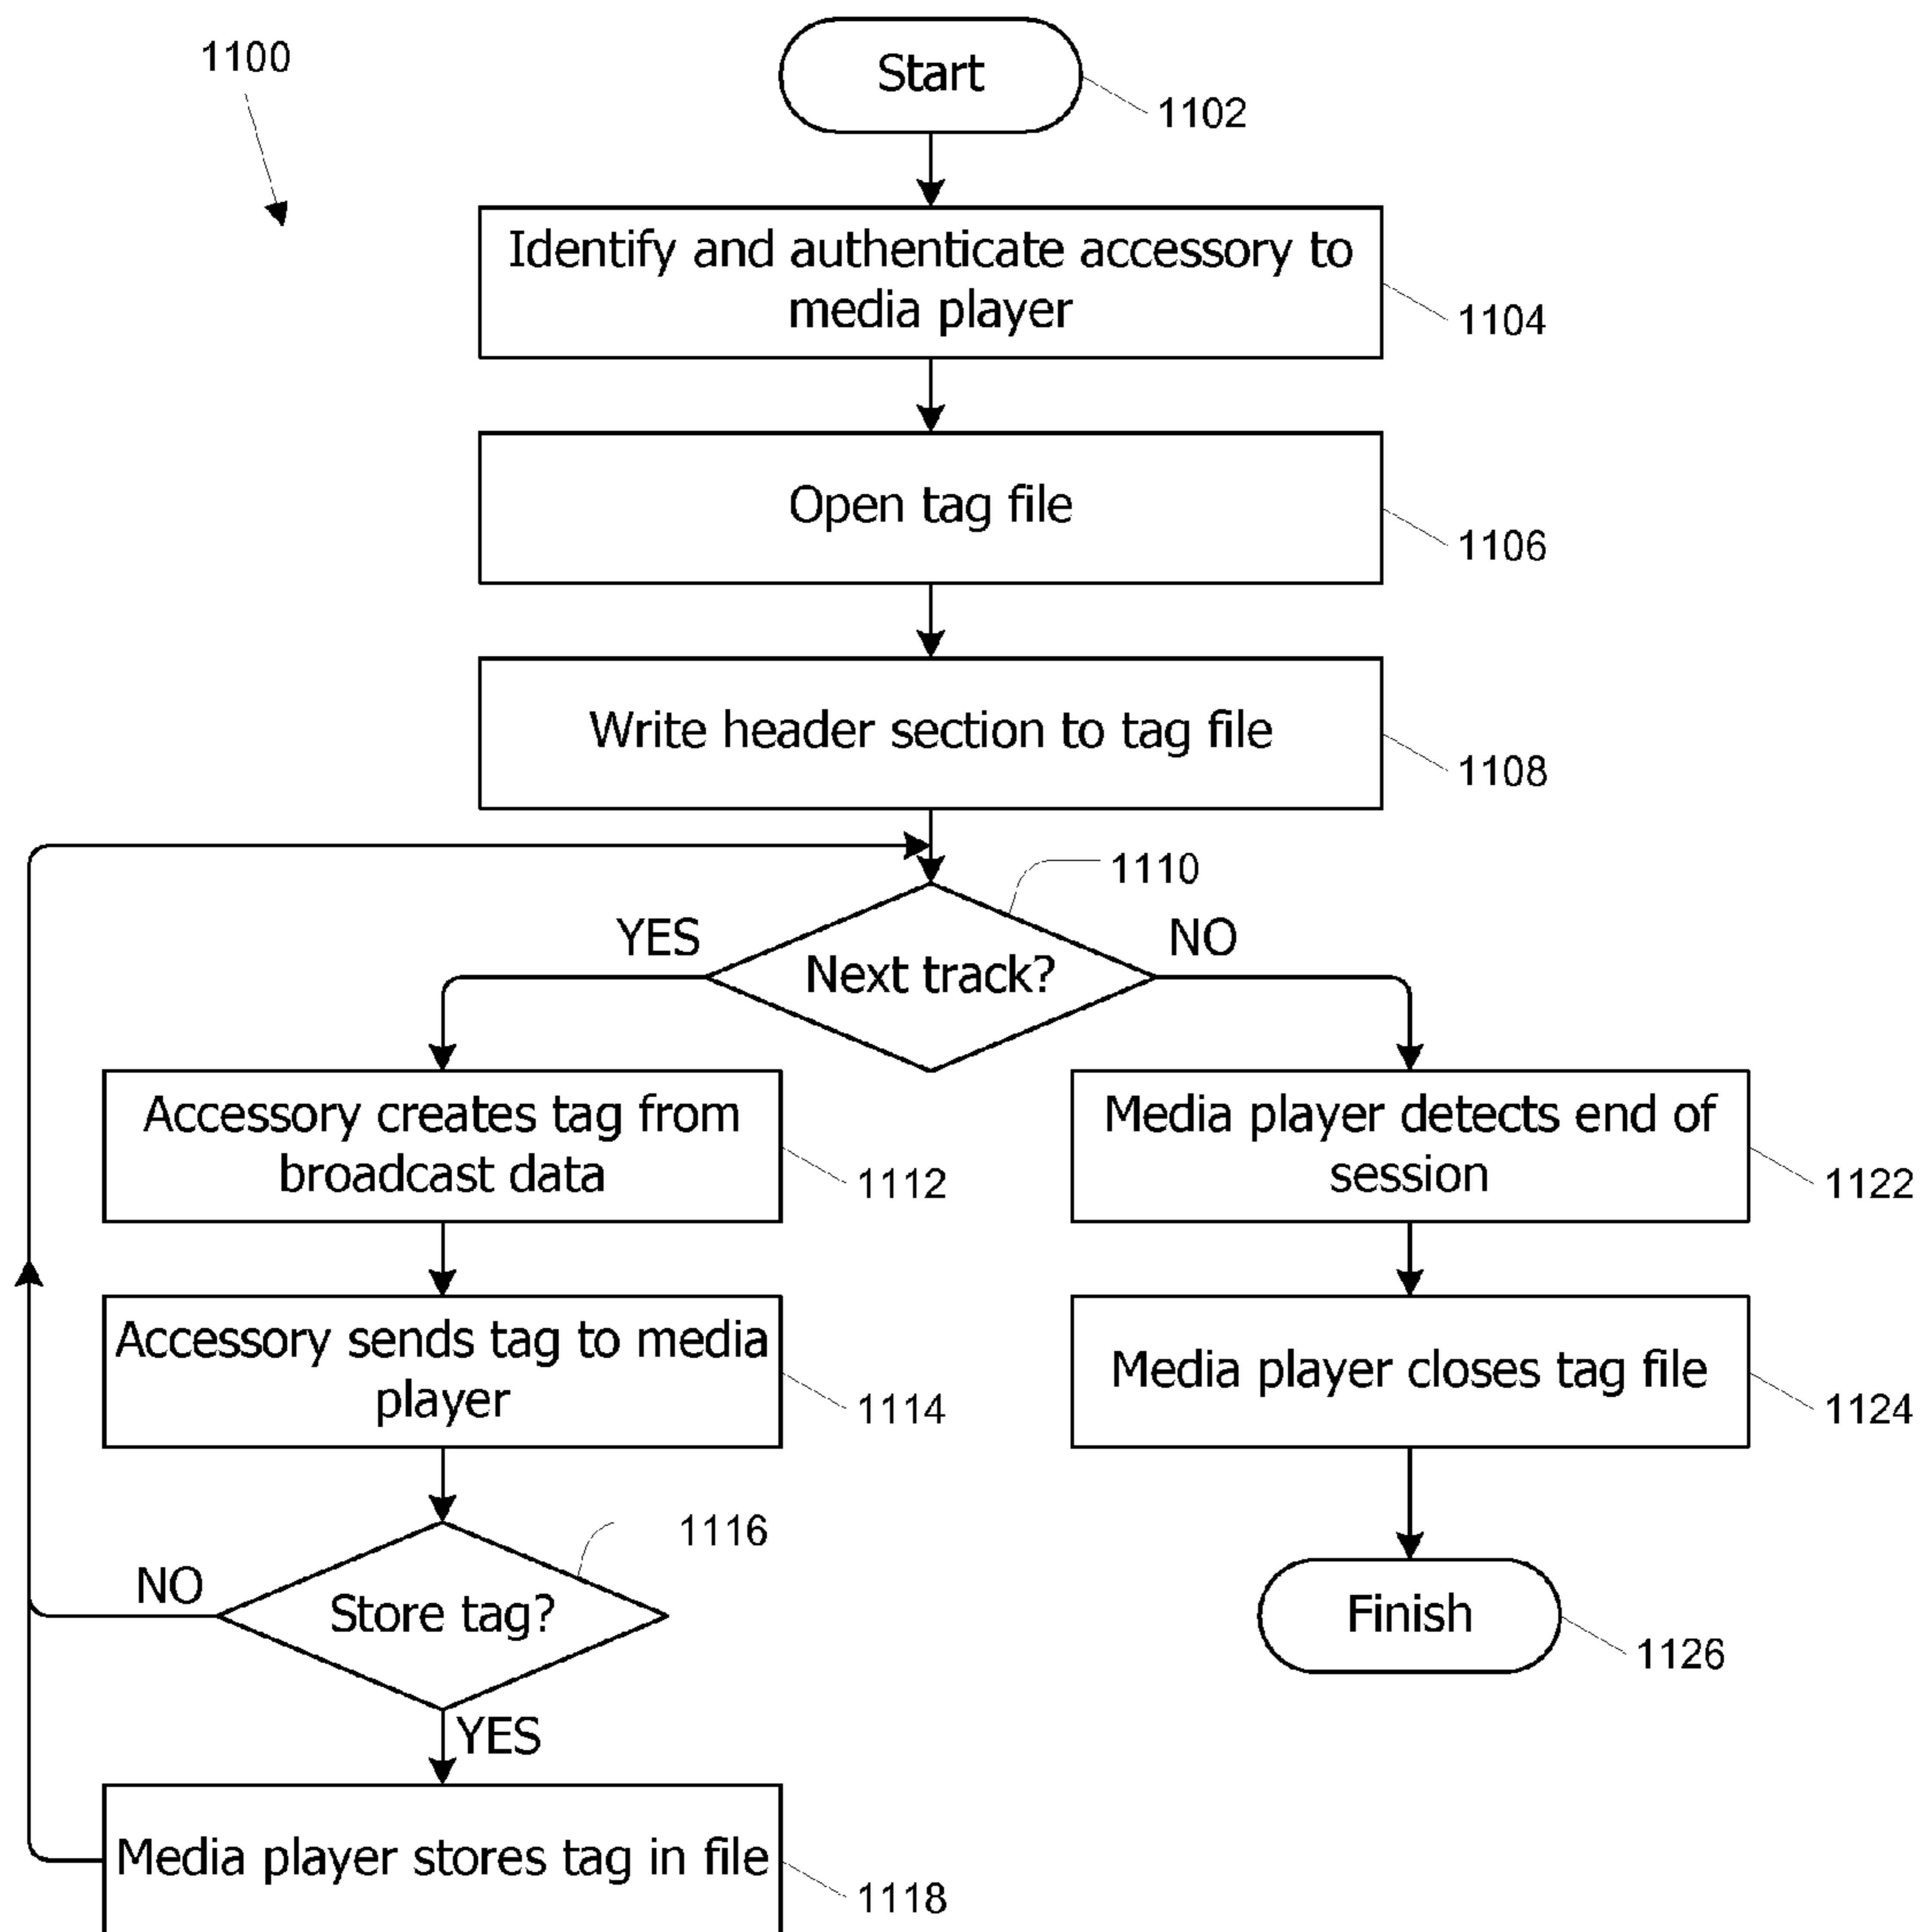 1100
Start
1102
Identify and authenticate accessory to
media player
1104
Open tag file
1106
Write header section to tag file
1108
1110
YES
NO
Next track?
Accessory creates tag from
broadcast data
1112
Media player detects end of
session
1122
Accessory sends tag to media
player
1114
Media player closes tag file
1124
1116
NO
Store tag?
Finish
1126
YES
Media player stores tag in file
1118